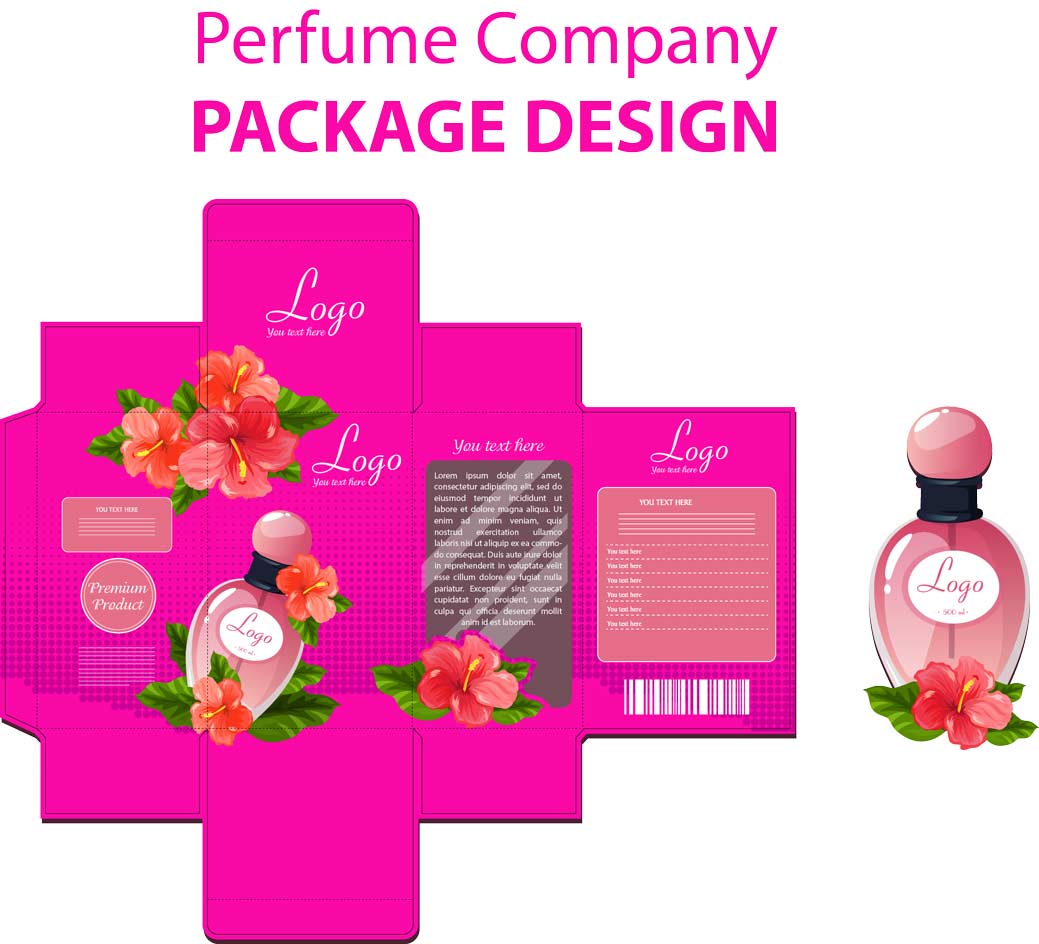 Perfume Company
PACKAGE DESIGN
Logo
You text here
YOU TEXT HERE
Premium
Product
Logo
You text here
Logo
- 500 ml -
You text here
Lorem ipsum dolor sit amet,
consectetur adipiscing elit, sed do
eiusmod tempor incididunt ut
labore et dolore magna aliqua. Ut
enim ad minim veniam, quis
nostrud exercitation ullamco
laboris nisi ut aliquip ex ea commo-
do consequat. Duis aute irure dolor
in reprehenderit in voluptate velit
esse cillum dolore eu fugiat nulla
pariatur. Excepteur sint occaecat
cupidatat non proident, sunt in
culpa qui officia deserunt mollit
anim id est laborum.
Logo
You text here
YOU TEXT HERE
You text here
You text here
You text here
You text here
You text here
You text here
Logo
- 500 ml -